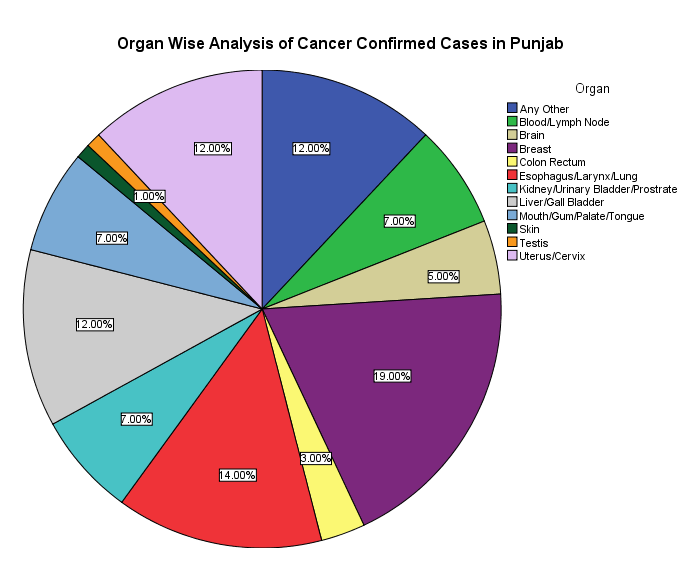 Organ Wise Analysis of Cancer Confirmed Cases in Punjab
Organ
Any Other
Blood/Lymph Node
Brain
Breast
Colon Rectum
Esophagus/Larynx/Lung
Kidney/Urinary Bladder/Prostrate
Liver/Gall Bladder
Mouth/Gum/Palate/Tongue
Skin
Testis
Uterus/Cervix
12.00%
12.00%
1.00%
7.00%
7.00%
5.00%
12.00%
19.00%
7.00%
3.00%
14.00%